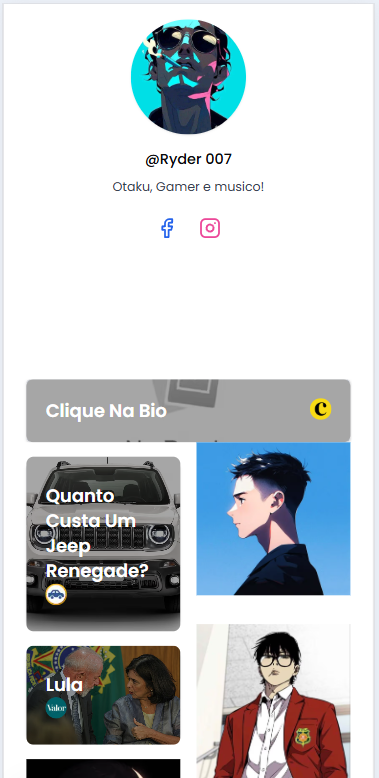 @Ryder 007
Otaku, Gamer e musico!
Clique Na Bio
C
Quanto
Custa Um
Jeep
Renegade?
Lula
Valor